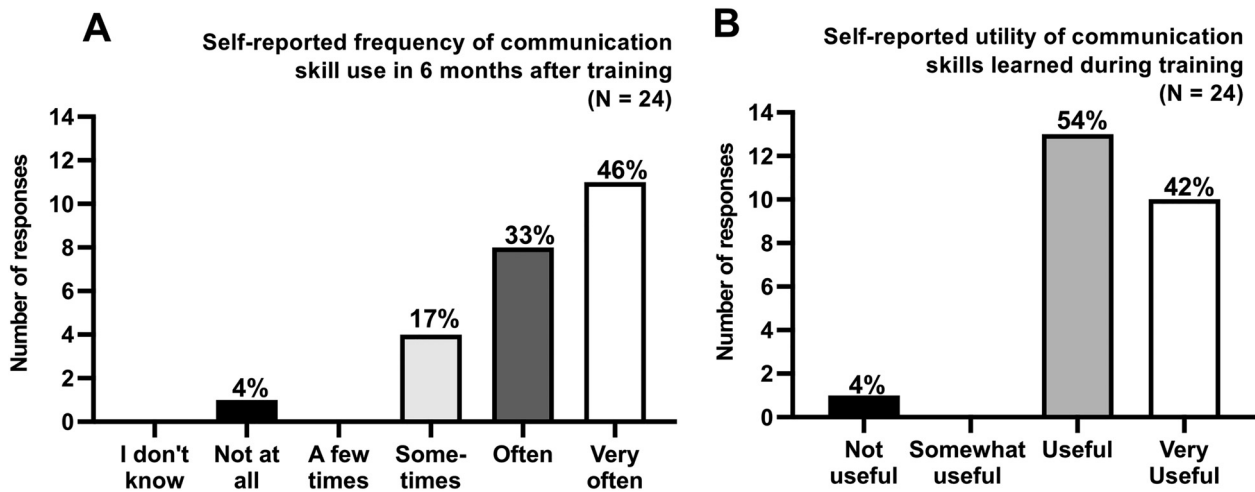 A
Self-reported frequency of communication
skill use in 6 months after training
(N = 24)
Number of responses
14
12
10
8
6
4
2
0
4%
17%
33%
46%
I don't
know
Not at
all
A few
times
Some-
times
Often
Very
often
B
Self-reported utility of communication
skills learned during training
(N = 24)
Number of responses
14
12
10
8
6
4
2
0
4%
54%
42%
Not
useful
Somewhat
useful
Useful
Very
Useful